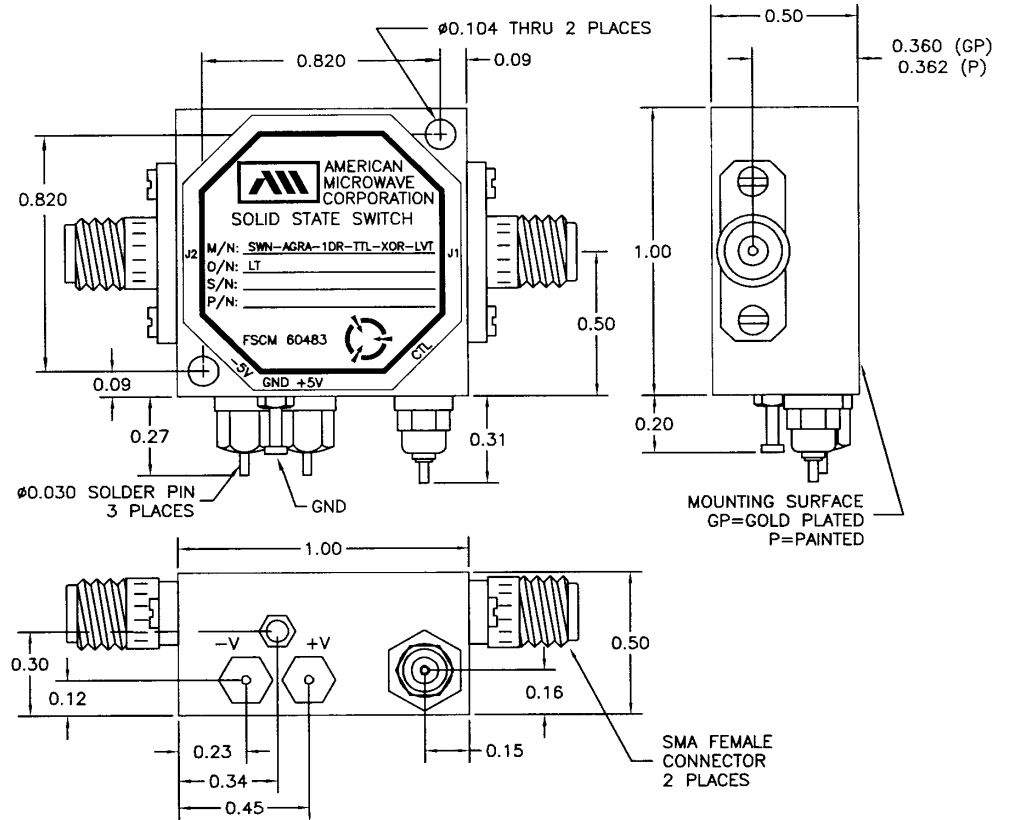 ø0.104 THRU 2 PLACES
0.820
0.09
0.50
0.360 (GP)
0.362 (P)
0.820
AMERICAN
MICROWAVE
CORPORATION
SOLID STATE SWITCH
M/N: SWN-AGRA-1DR-TTL-XOR-LVT
O/N: LT
S/N:
P/N:
J2
J1
FSCM 60483
-5V
GND +5V
CTL
1.00
0.50
0.09
0.27
0.31
0.20
ø0.030 SOLDER PIN
3 PLACES
GND
MOUNTING SURFACE
GP=GOLD PLATED
P=PAINTED
1.00
-V
+V
0.30
0.12
0.50
0.16
0.23
0.15
0.34
0.45
SMA FEMALE
CONNECTOR
2 PLACES